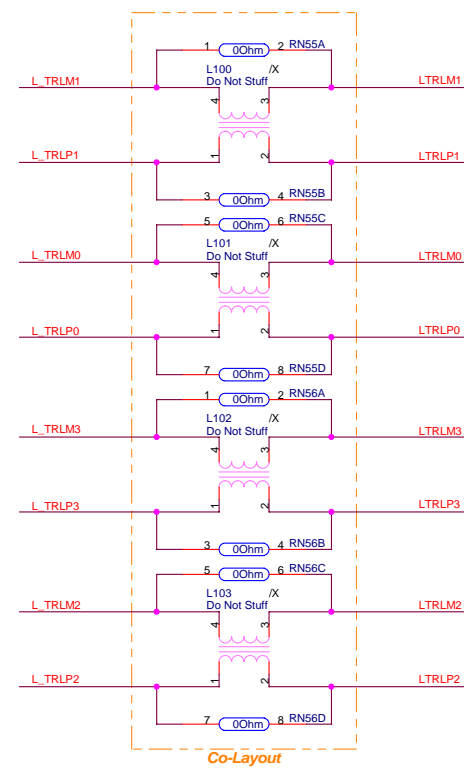 1 0Ohm 2 RN55A
L100 /X
L_TRLM1 Do Not Stuff LTRLM1
4 3
L_TRLP1 1 2 LTRLP1
3 0Ohm 4 RN55B
5 0Ohm 6 RN55C
L101 /X
L_TRLM0 Do Not Stuff LTRLM0
4 3
L_TRLP0 1 2 LTRLP0
7 0Ohm 8 RN55D
1 0Ohm 2 RN56A
L102 /X
L_TRLM3 Do Not Stuff LTRLM3
4 3
L_TRLP3 1 2 LTRLP3
3 0Ohm 4 RN56B
5 0Ohm 6 RN56C
L103 /X
L_TRLM2 Do Not Stuff LTRLM2
4 3
L_TRLP2 1 2 LTRLP2
7 0Ohm 8 RN56D
Co-Layout